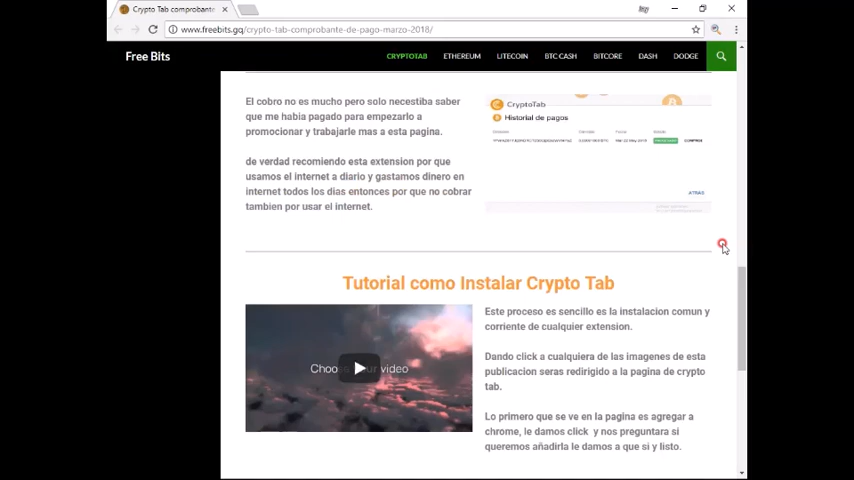 Crypto Tab comprobante
www.freebits.gq/crypto-tab-comprobante-de-pago-marzo-2018/
Free Bits
CRYPTOTAB ETHEREUM LITECOIN BTC CASH BITCORE DASH DODGE
El cobro no es mucho pero solo necestiba saber
que me habia pagado para empezarlo a
promocionar y trabajarle mas a esta pagina.
de verdad recomiendo esta extension por que
usamos el internet a diario y gastamos dinero en
internet todos los dias entonces por que no cobrar
tambien por usar el internet.
CryptoTab
Historial de pagos
ATRAS
Tutorial como Instalar Crypto Tab
Choo video
Este proceso es sencillo es la instalacion comun y
corriente de cualquier extension.
Dando click a cualquiera de las imagenes de esta
publicacion seras redirigido a la pagina de crypto
tab.
Lo primero que se ve en la pagina es agregar a
chrome, le damos click y nos preguntara si
queremos añadirla le damos a que si y listo.